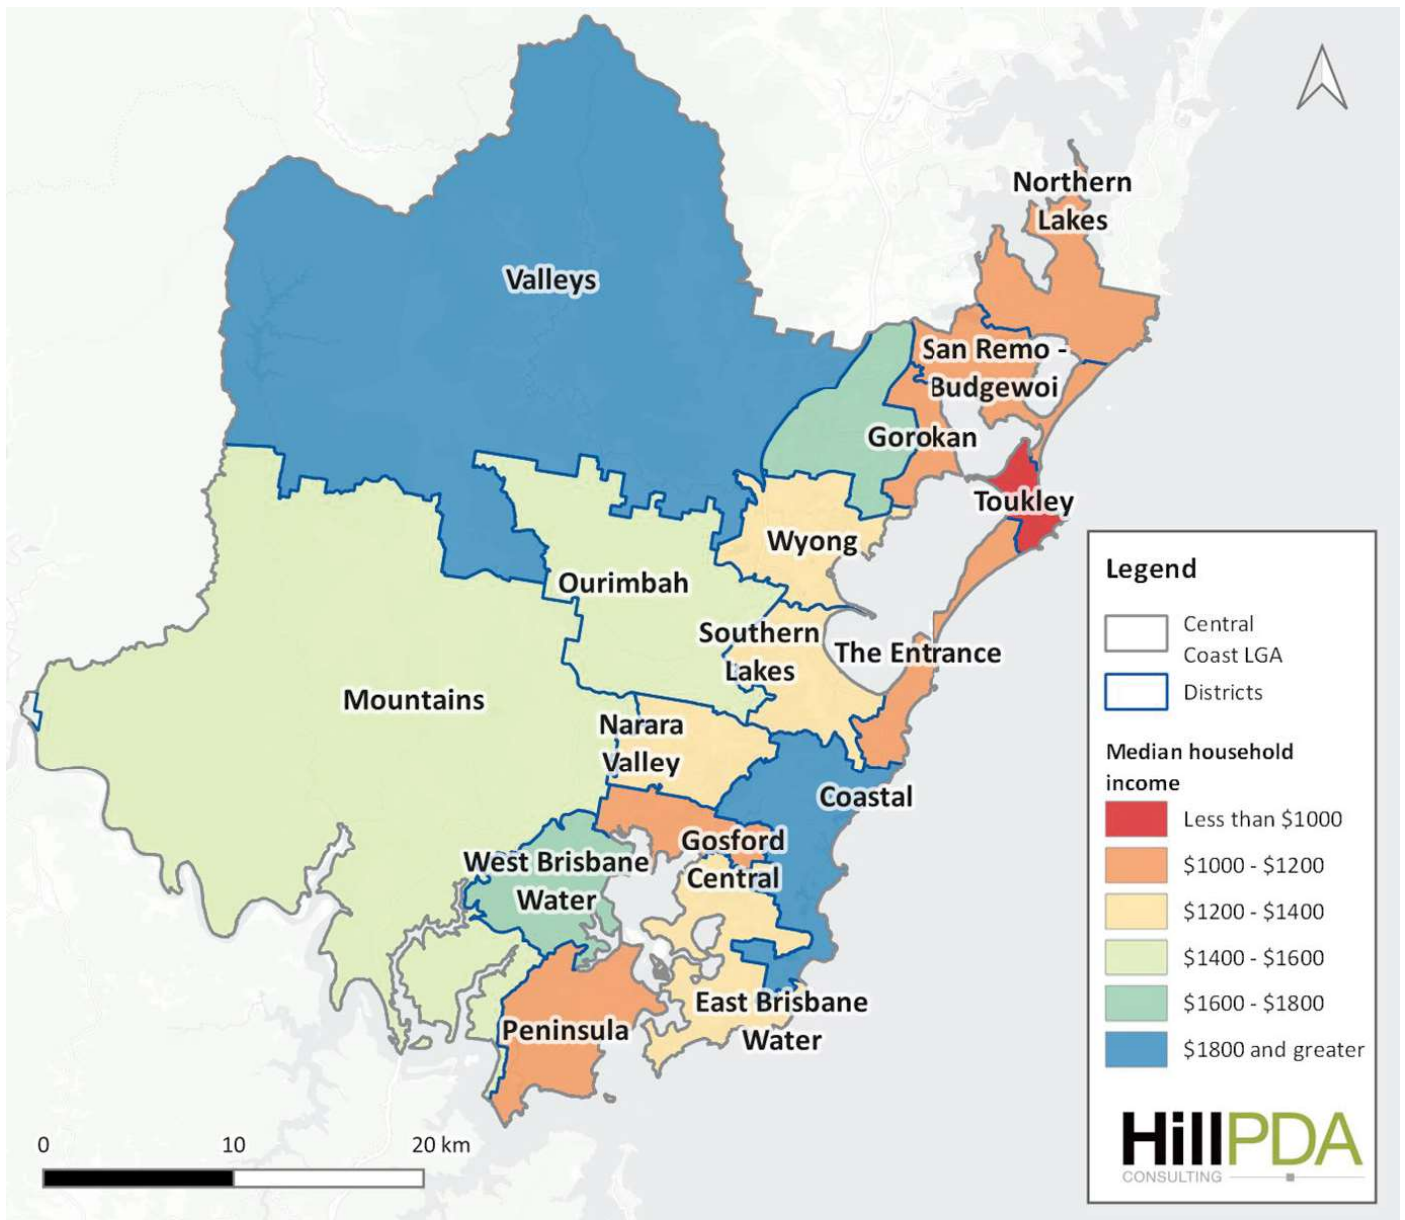 Northern
Lakes
Valleys
San Remo -
Budgewoi
Gorokan
Toukley
Wyong
Ourimbah
Southern
Lakes
The Entrance
Mountains
Narara
Valley
Coastal
Gosford
Central
West Brisbane
Water
East Brisbane
Water
Peninsula
0 10 20 km
Legend
Central
Coast LGA
Districts
Median household
income
Less than $1000
$1000 - $1200
$1200 - $1400
$1400 - $1600
$1600 - $1800
$1800 and greater
HillPDA
CONSULTING